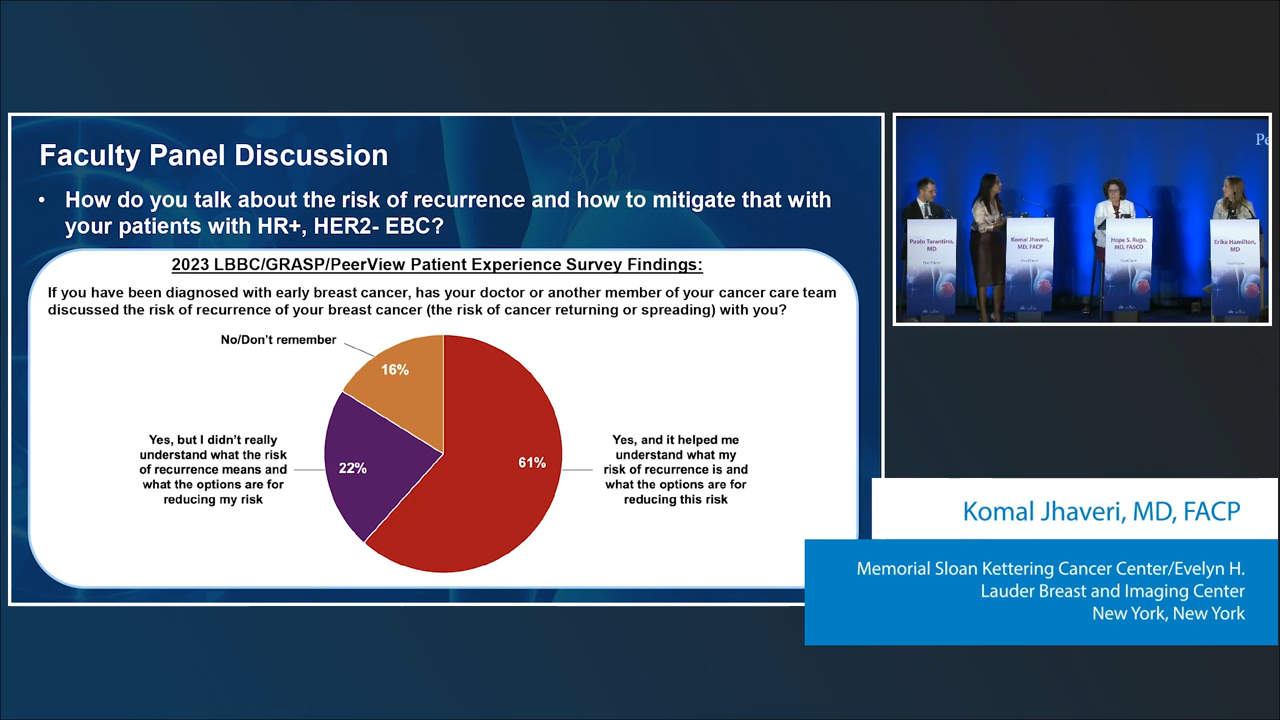 Faculty Panel Discussion
• How do you talk about the risk of recurrence and how to mitigate that with
your patients with HR+, HER2- EBC?
2023 LBBC/GRASP/PeerView Patient Experience Survey Findings:
If you have been diagnosed with early breast cancer, has your doctor or another member of your cancer care team
discussed the risk of recurrence of your breast cancer (the risk of cancer returning or spreading) with you?
No/Don't remember
16%
Yes, but I didn't really
understand what the risk
of recurrence means and
what the options are for
reducing my risk
22%
61%
Yes, and it helped me
understand what my
risk of recurrence is and
what the options are for
reducing this risk
Pe
Paolo Tarantino,
MD
Komal Jhaveri,
MD, FACP
Hope S. Rugo,
MD, FASCO
Erika Hamilton,
MD
Komal Jhaveri, MD, FACP
Memorial Sloan Kettering Cancer Center/Evelyn H.
Lauder Breast and Imaging Center
New York, New York